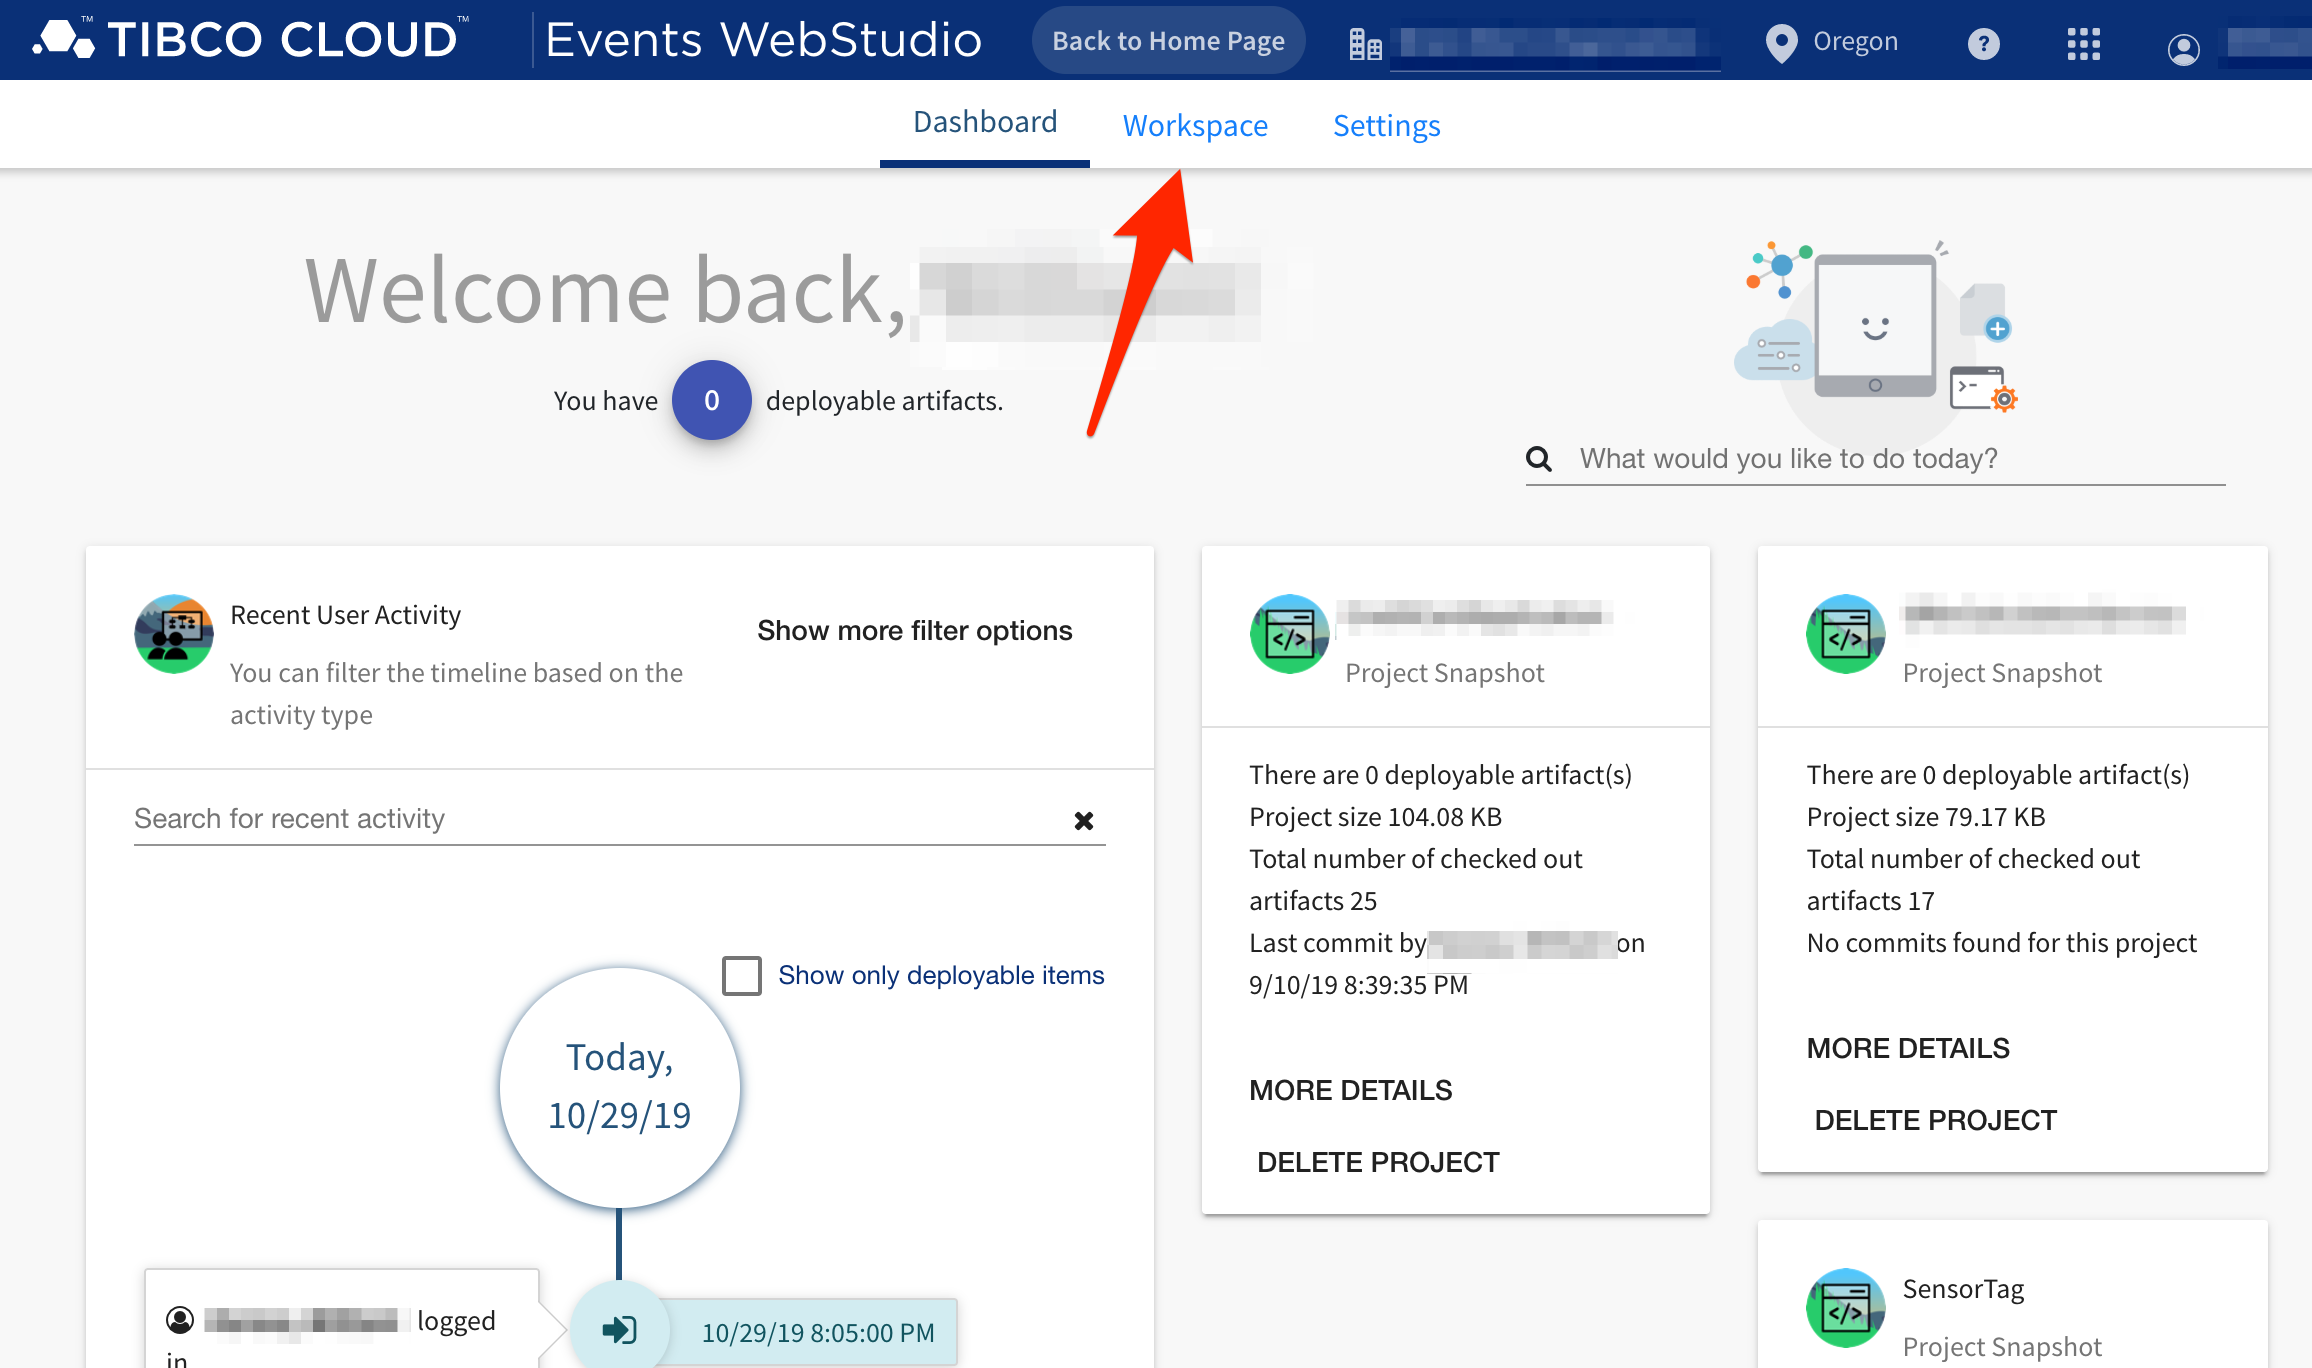 TIBCO CLOUD™ Events WebStudio Back to Home Page Oregon ?
Dashboard Workspace Settings
Welcome back,
You have 0 deployable artifacts.
What would you like to do today?
Recent User Activity
Show more filter options
You can filter the timeline based on the
activity type
Search for recent activity
Show only deployable items
Today,
10/29/19
logged
in
10/29/19 8:05:00 PM
Project Snapshot
There are 0 deployable artifact(s)
Project size 104.08 KB
Total number of checked out
artifacts 25
Last commit by on
9/10/19 8:39:35 PM
MORE DETAILS
DELETE PROJECT
Project Snapshot
There are 0 deployable artifact(s)
Project size 79.17 KB
Total number of checked out
artifacts 17
No commits found for this project
MORE DETAILS
DELETE PROJECT
SensorTag
Project Snapshot